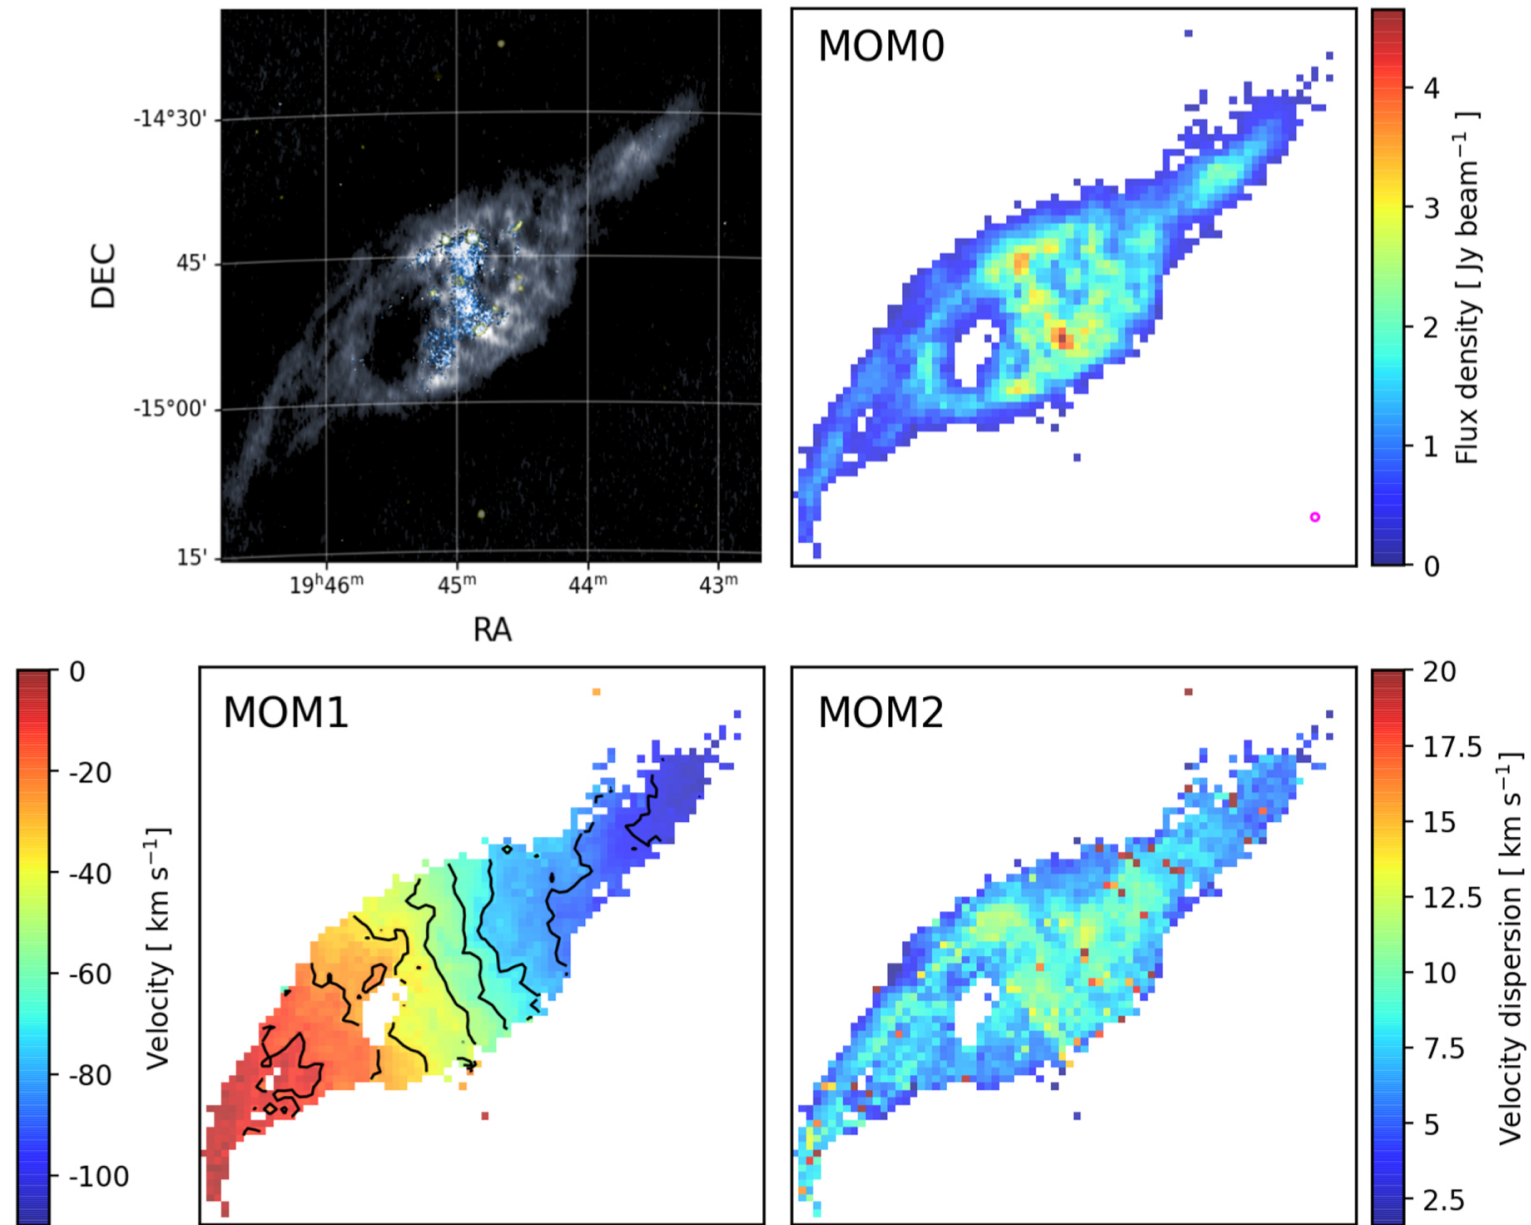 MOM0
-14°30'
45'
-15°00'
15'
DEC
19ʰ46ᵐ 45ᵐ 44ᵐ 43ᵐ
RA
4
3
2
1
0
Flux density [ Jy beam⁻¹ ]
MOM1
0
-20
-40
-60
-80
-100
Velocity [ km s⁻¹ ]
MOM2
20
17.5
15
12.5
10
7.5
5
2.5
Velocity dispersion [ km s⁻¹ ]